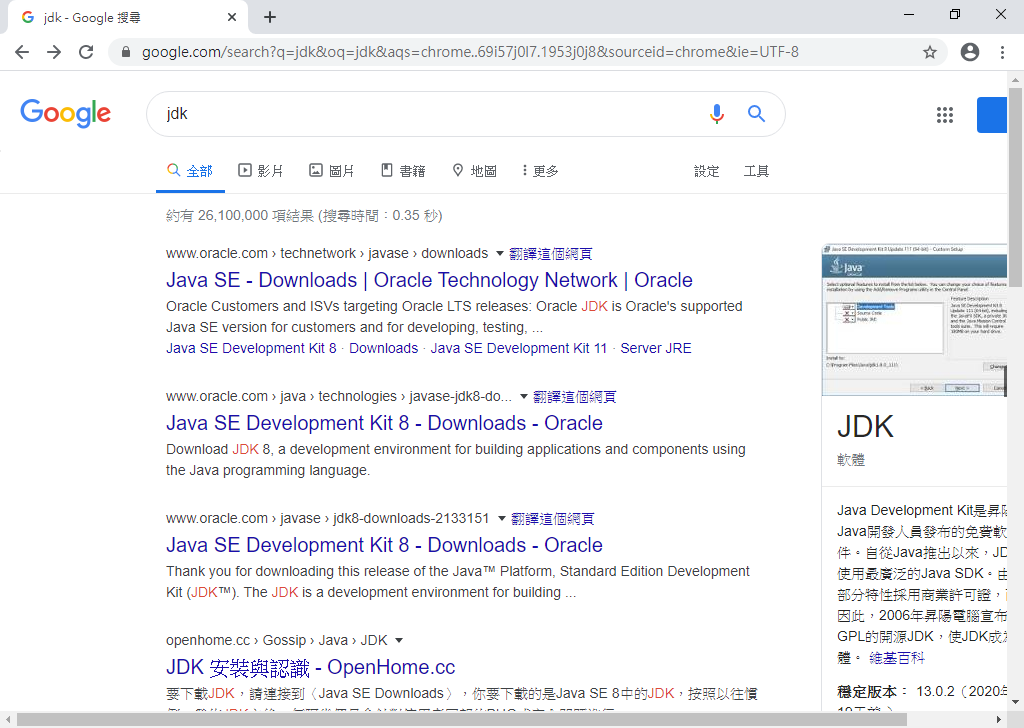 jdk - Google 搜尋
google.com/search?q=jdk&oq=jdk&aqs=chrome..69i57j0l7.1953j0j8&sourceid=chrome&ie=UTF-8
Google
jdk
全部 影片 圖片 書籍 地圖 更多 設定 工具
約有 26,100,000 項結果 (搜尋時間：0.35 秒)
www.oracle.com › technetwork › javase › downloads 翻譯這個網頁
Java SE - Downloads | Oracle Technology Network | Oracle
Oracle Customers and ISVs targeting Oracle LTS releases: Oracle JDK is Oracle's supported
Java SE version for customers and for developing, testing, ...
Java SE Development Kit 8 · Downloads · Java SE Development Kit 11 · Server JRE
www.oracle.com › java › technologies › javase-jdk8-do... 翻譯這個網頁
Java SE Development Kit 8 - Downloads - Oracle
Download JDK 8, a development environment for building applications and components using
the Java programming language.
www.oracle.com › javase › jdk8-downloads-2133151 翻譯這個網頁
Java SE Development Kit 8 - Downloads - Oracle
Thank you for downloading this release of the Java™ Platform, Standard Edition Development
Kit (JDK™). The JDK is a development environment for building ...
openhome.cc › Gossip › Java › JDK
JDK 安裝與認識 - OpenHome.cc
要下載JDK，請連接到〈Java SE Downloads〉，你要下載的是Java SE 8中的JDK，按照以往慣
Java SE Development Kit 8 Update 111 (64-bit) - Custom Setup
Java
JDK
軟體
Java Development Kit是昇陽
Java開發人員發布的免費軟
件。自從Java推出以來，JD
使用最廣泛的Java SDK。由
部分特性採用商業許可證，
因此，2006年昇陽電腦宣布
GPL的開源JDK，使JDK成為
體。 維基百科
穩定版本： 13.0.2（2020年